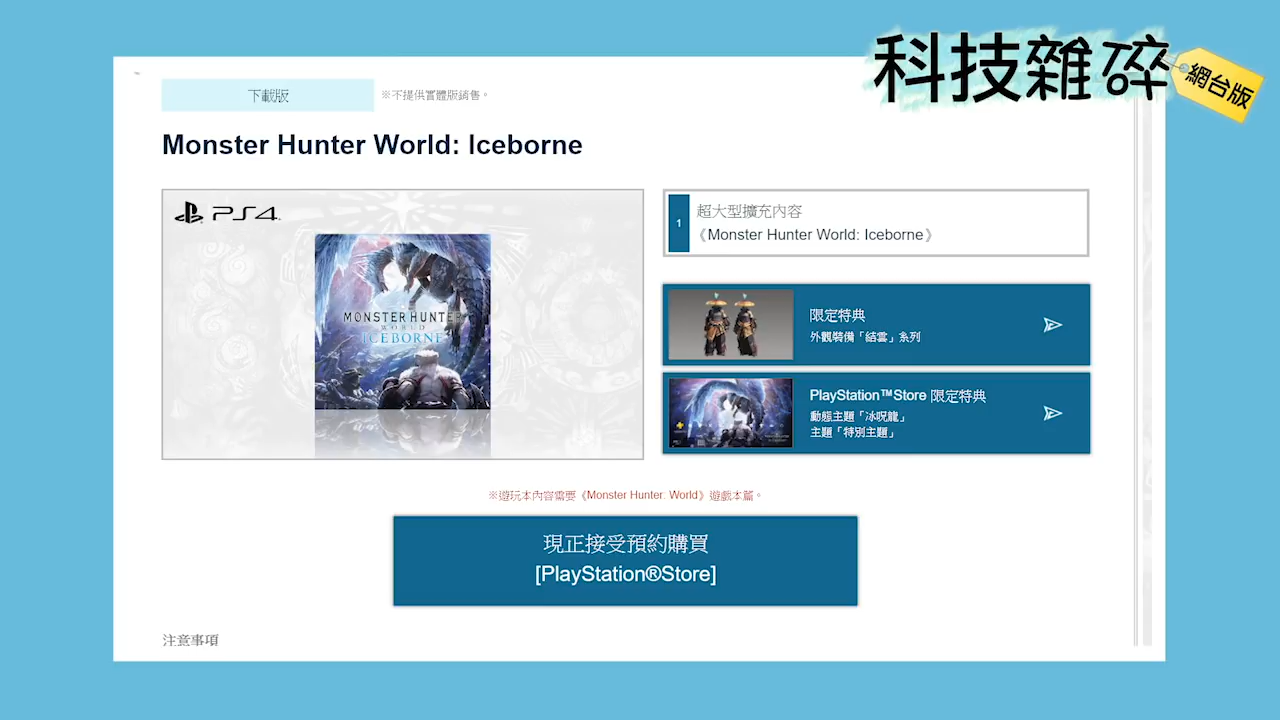 科技雜碎
網台版
下載版
※不提供實體版銷售。
Monster Hunter World: Iceborne
PS4
MONSTER HUNTER
WORLD
ICEBORNE
1
超大型擴充內容
《Monster Hunter World: Iceborne》
限定特典
外觀裝備「結雲」系列
PlayStation™Store 限定特典
動態主題「冰呪龍」
主題「特別主題」
※遊玩本內容需要《Monster Hunter: World》遊戲本篇。
現正接受預約購買
[PlayStation®Store]
注意事項